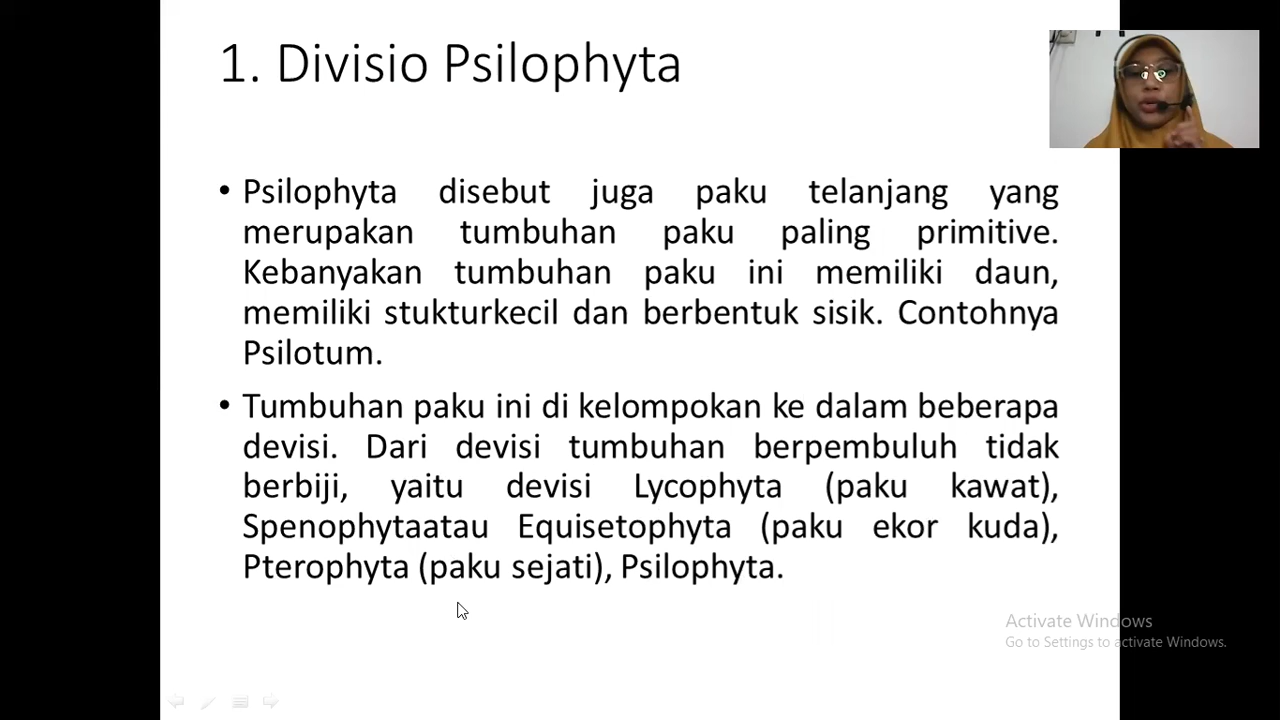 1. Divisio Psilophyta
• Psilophyta disebut juga paku telanjang yang
merupakan tumbuhan paku paling primitive.
Kebanyakan tumbuhan paku ini memiliki daun,
memiliki stukturkecil dan berbentuk sisik. Contohnya
Psilotum.
• Tumbuhan paku ini di kelompokan ke dalam beberapa
devisi. Dari devisi tumbuhan berpembuluh tidak
berbiji, yaitu devisi Lycophyta (paku kawat),
Spenophytaatau Equisetophyta (paku ekor kuda),
Pterophyta (paku sejati), Psilophyta.
Activate Windows
Go to Settings to activate Windows.